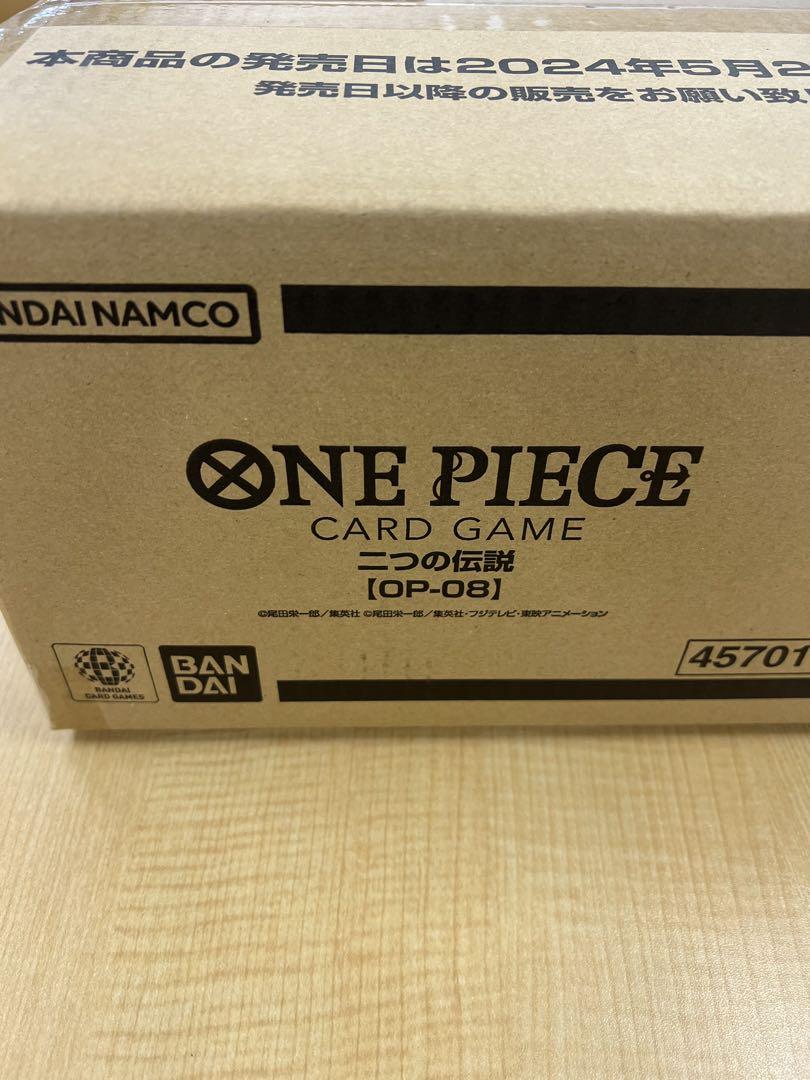 本商品の発売日は2024年5月2
発売日以降の販売をお願い致
NDAI NAMCO
ONE PIECE
CARD GAME
二つの伝説
【OP-08】
©尾田栄一郎/集英社 ©尾田栄一郎/集英社・フジテレビ・東映アニメーション
BANDAI
CARD GAMES
BAN
DAI
45701